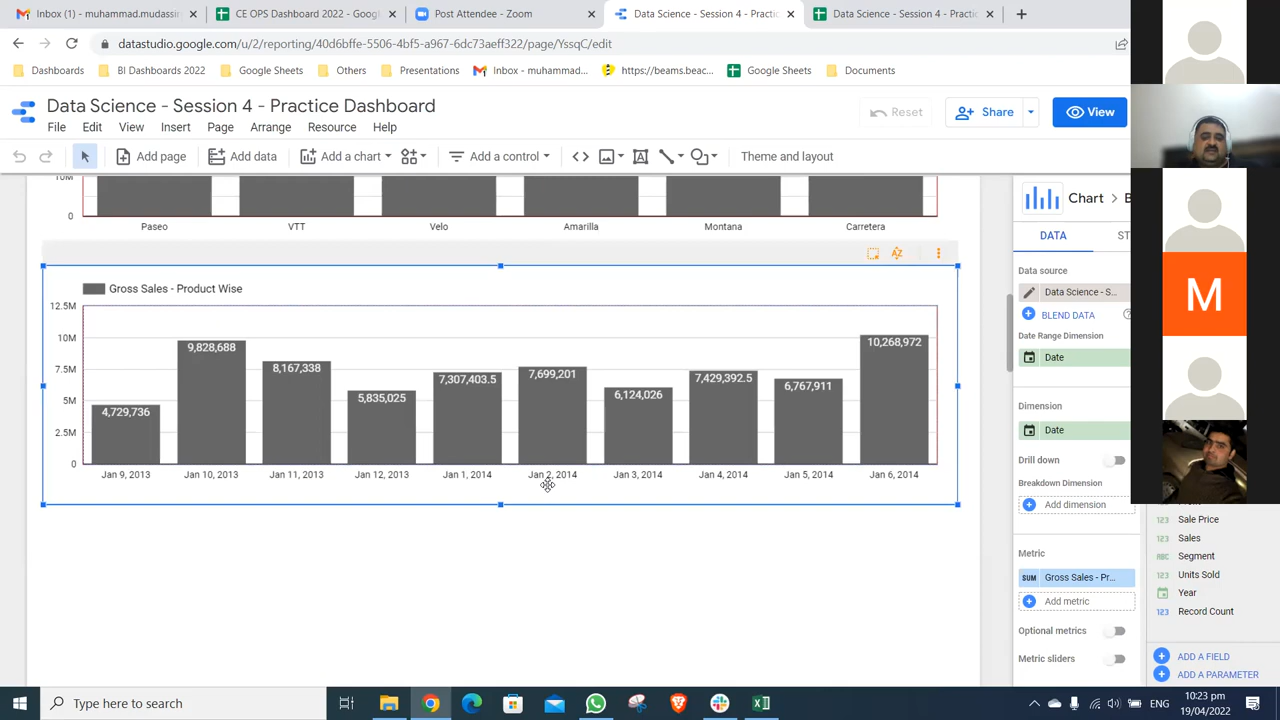 Inbox (1) - muhammad.mudassir
CE OPS Dashboard 2022 - Google S
Post Attendee - Zoom
Data Science - Session 4 - Practic
Data Science - Session 4 - Practic
datastudio.google.com/u/2/reporting/40d6bffe-5506-4bf5-a967-6dc73aeff322/page/YssqC/edit
Dashboards
BI Dashboards 2022
Google Sheets
Others
Presentations
Inbox - muhammad...
https://beams.beac...
Google Sheets
Documents
Data Science - Session 4 - Practice Dashboard
Reset
Share
View
File Edit View Insert Page Arrange Resource Help
Add page
Add data
Add a chart
Add a control
Theme and layout
10M
0
Paseo VTT Velo Amarilla Montana Carretera
Gross Sales - Product Wise
12.5M
10M
7.5M
5M
2.5M
0
4,729,736
9,828,688
8,167,338
5,835,025
7,307,403.5
7,699,201
6,124,026
7,429,392.5
6,767,911
10,268,972
Jan 9, 2013 Jan 10, 2013 Jan 11, 2013 Jan 12, 2013 Jan 1, 2014 Jan 2, 2014 Jan 3, 2014 Jan 4, 2014 Jan 5, 2014 Jan 6, 2014
Chart > B
DATA
ST
Data source
Data Science - S...
BLEND DATA
Date Range Dimension
Date
Dimension
Date
Drill down
Breakdown Dimension
Add dimension
Metric
SUM Gross Sales - Pr...
Add metric
Optional metrics
Metric sliders
M
123 Sale Price
123 Sales
ABC Segment
123 Units Sold
Year
123 Record Count
ADD A FIELD
ADD A PARAMETER
Type here to search
ENG
10:23 pm
19/04/2022